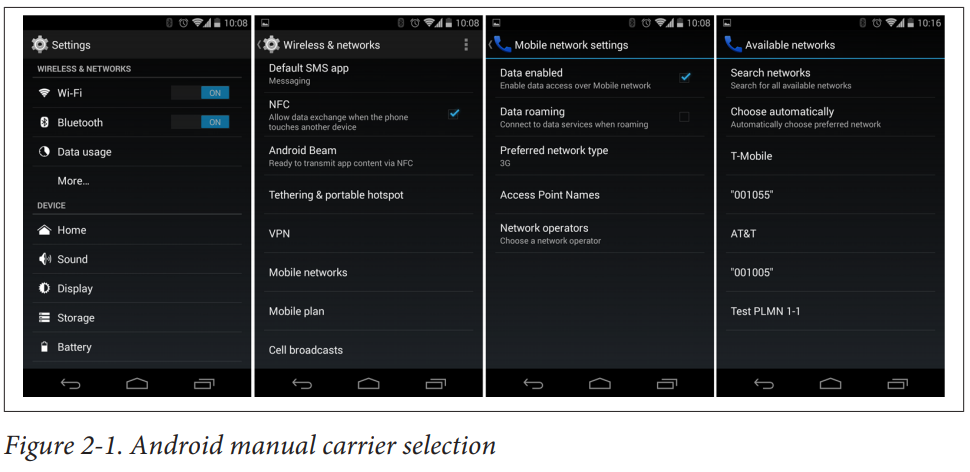 10:08
Settings
WIRELESS & NETWORKS
Wi-Fi ON
Bluetooth ON
Data usage
More...
DEVICE
Home
Sound
Display
Storage
Battery
10:08
Wireless & networks
Default SMS app
Messaging
NFC
Allow data exchange when the phone
touches another device
Android Beam
Ready to transmit app content via NFC
Tethering & portable hotspot
VPN
Mobile networks
Mobile plan
Cell broadcasts
10:08
Mobile network settings
Data enabled
Enable data access over Mobile network
Data roaming
Connect to data services when roaming
Preferred network type
3G
Access Point Names
Network operators
Choose a network operator
10:16
Available networks
Search networks
Search for all available networks
Choose automatically
Automatically choose preferred network
T-Mobile
"001055"
AT&T
"001005"
Test PLMN 1-1
Figure 2-1. Android manual carrier selection